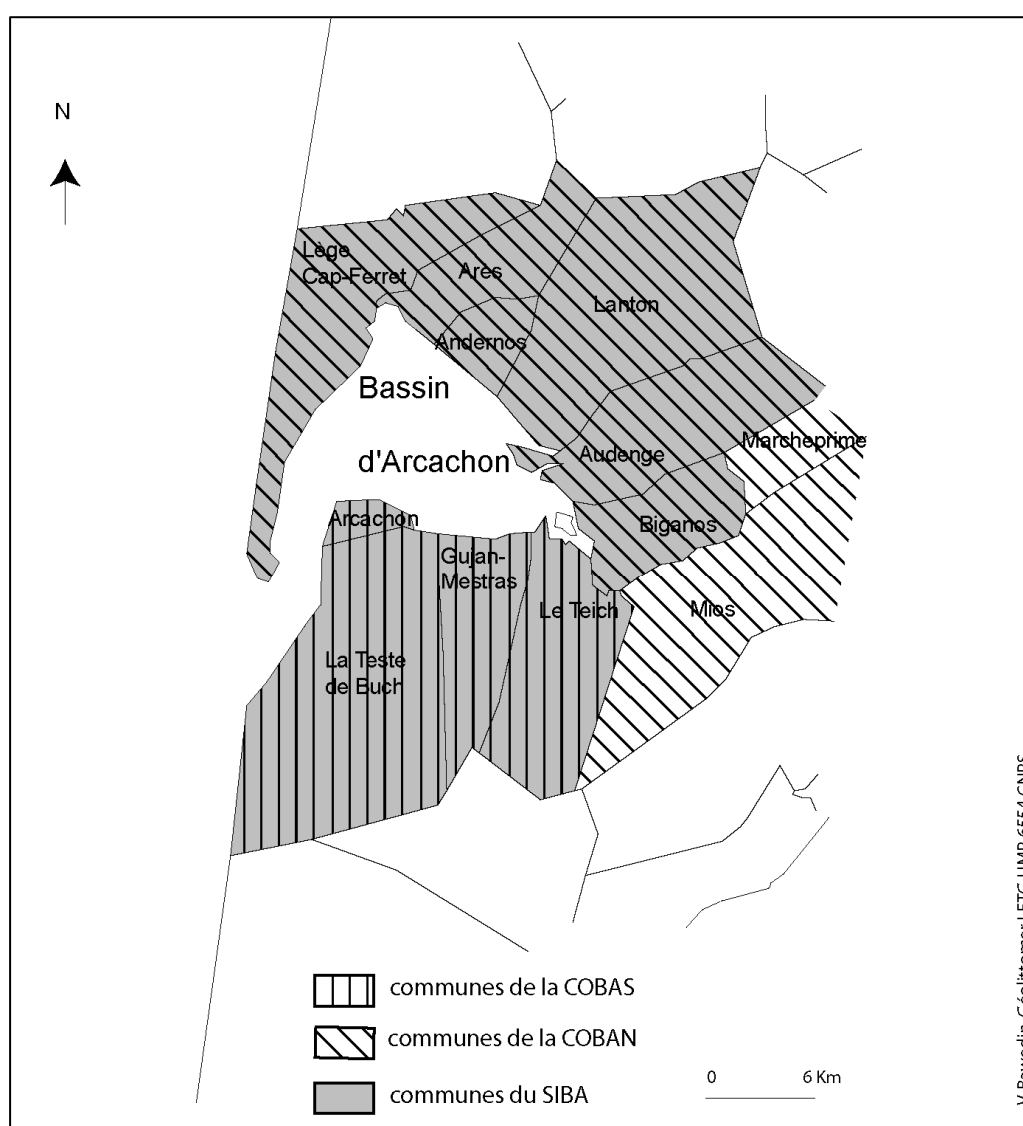 N
Lège
Cap-Ferret
Arès
Lanton
Andernos
Bassin
d'Arcachon
Marcheprime
Audenge
Biganos
Arcachon
Gujan-
Mestras
Le Teich
Mios
La Teste
de Buch
communes de la COBAS
communes de la COBAN
communes du SIBA
0 6 Km
Géolittomer LETG UMR 6554 CNRS